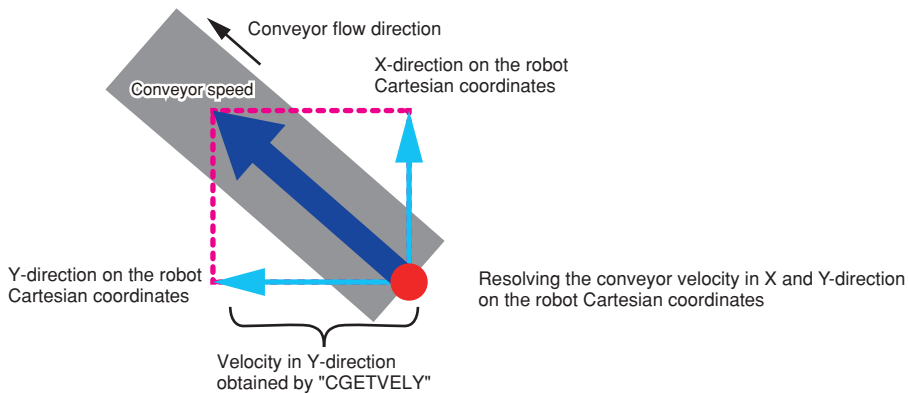 Conveyor flow direction
X-direction on the robot
Cartesian coordinates
Conveyor speed
Y-direction on the robot
Cartesian coordinates
Resolving the conveyor velocity in X and Y-direction
on the robot Cartesian coordinates
Velocity in Y-direction
obtained by "CGETVELY"